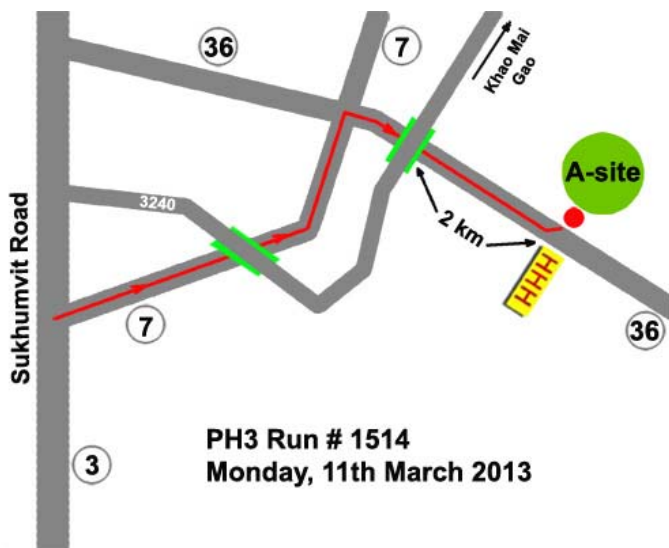 36
7
Khao Mai
Gao
A-site
3240
2 km
HHH
Sukhumvit Road
7
36
3
PH3 Run # 1514
Monday, 11th March 2013